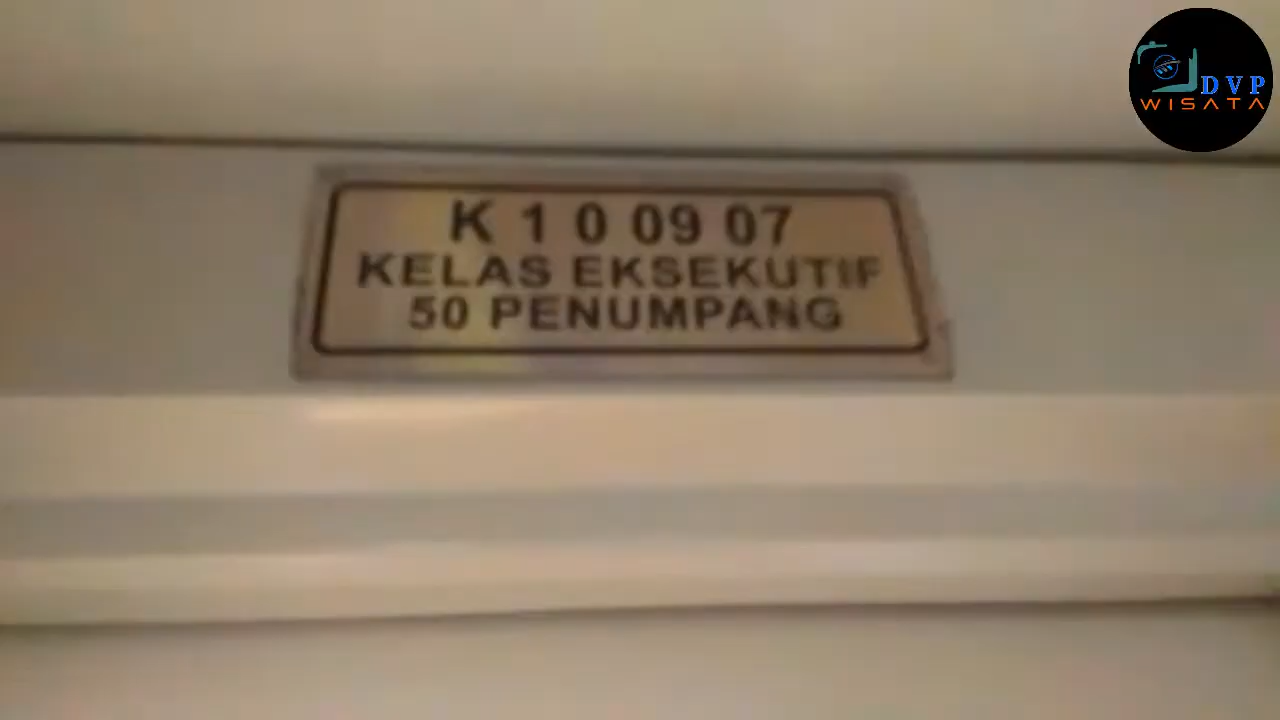 K 1 0 09 07
KELAS EKSEKUTIF
50 PENUMPANG
DVP
WISATA